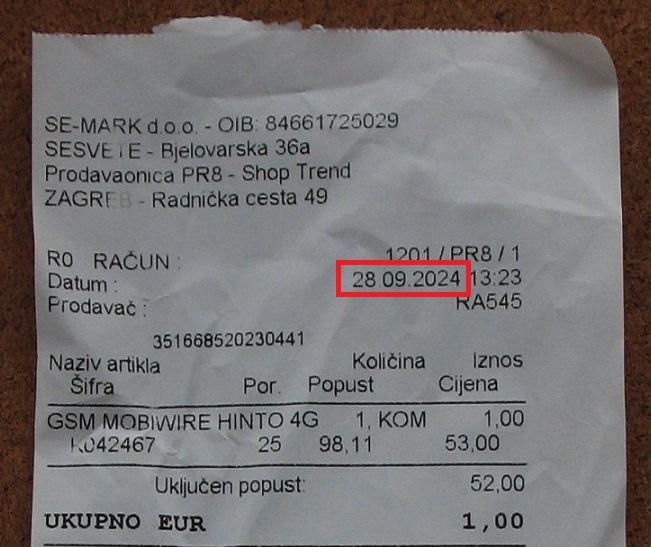 SE-MARK d.o.o. - OIB: 84661725029
SESVETE - Bjelovarska 36a
Prodavaonica PR8 - Shop Trend
ZAGREB - Radnička cesta 49
R0 RAČUN : 1201 / PR8 / 1
Datum : 28.09.2024 13:23
Prodavač : RA545
351668520230441
Naziv artikla Količina Iznos
Šifra Por. Popust Cijena
GSM MOBIWIRE HINTO 4G 1, KOM 1,00
K042467 25 98,11 53,00
Uključen popust: 52,00
UKUPNO EUR 1,00